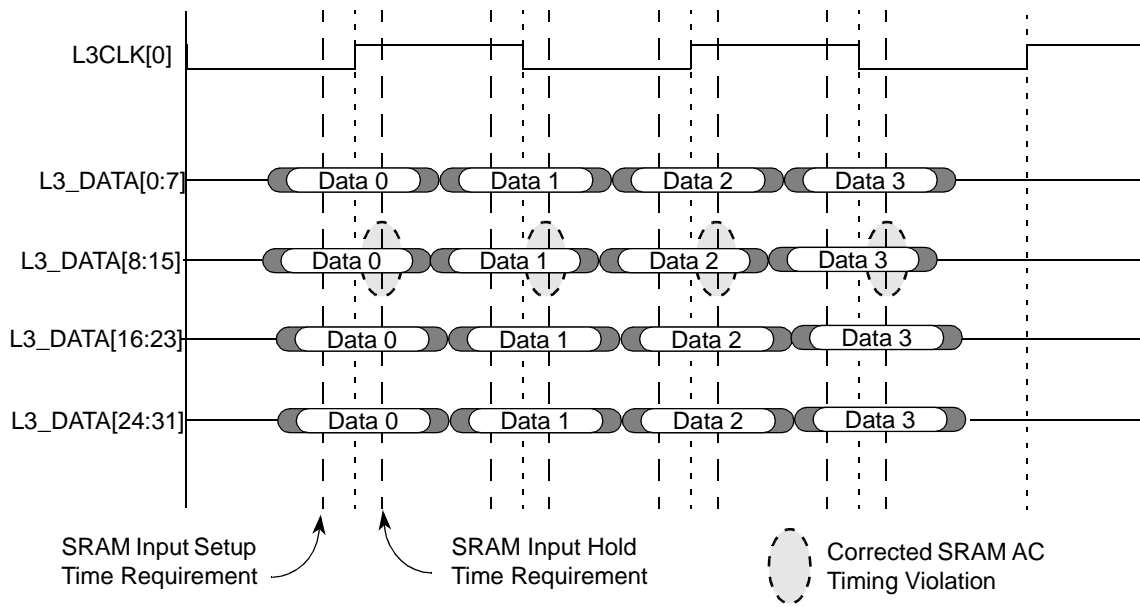 L3CLK[0]
L3_DATA[0:7]
Data 0
Data 1
Data 2
Data 3
L3_DATA[8:15]
Data 0
Data 1
Data 2
Data 3
L3_DATA[16:23]
Data 0
Data 1
Data 2
Data 3
L3_DATA[24:31]
Data 0
Data 1
Data 2
Data 3
SRAM Input Setup
Time Requirement
SRAM Input Hold
Time Requirement
Corrected SRAM AC
Timing Violation